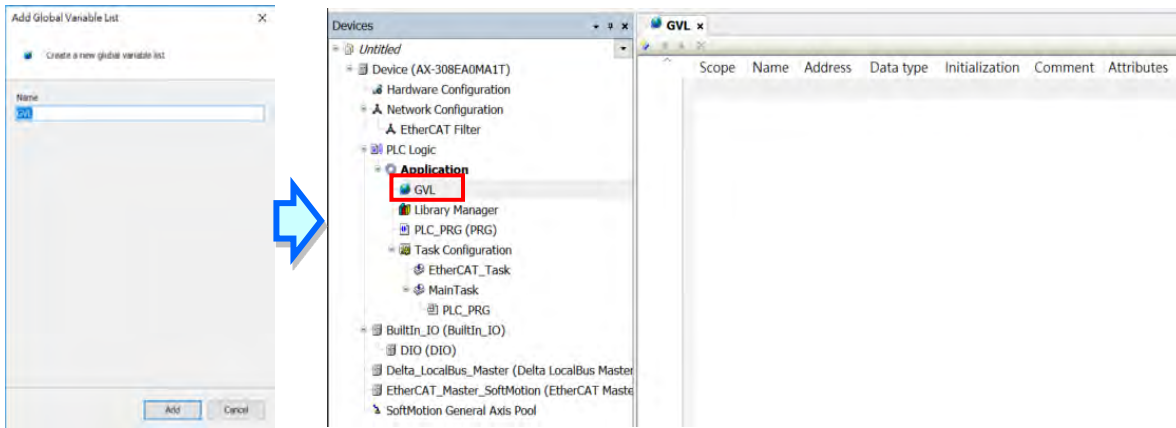 Add Global Variable List
Create a new global variable list
Name
GVL
Add
Cancel
Devices
Untitled
Device (AX-308EA0MA1T)
Hardware Configuration
Network Configuration
EtherCAT Filter
PLC Logic
Application
GVL
Library Manager
PLC_PRG (PRG)
Task Configuration
EtherCAT_Task
MainTask
PLC_PRG
BuiltIn_IO (BuiltIn_IO)
DIO (DIO)
Delta_LocalBus_Master (Delta LocalBus Master
EtherCAT_Master_SoftMotion (EtherCAT Maste
SoftMotion General Axis Pool
GVL
Scope Name Address Data type Initialization Comment Attributes